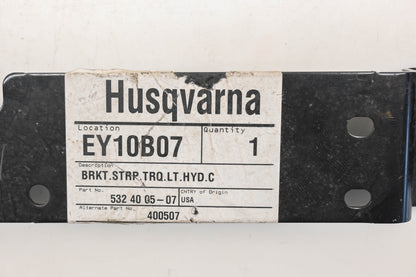 Husqvarna
Location Quantity
EY10B07 1
Description
BRKT.STRP.TRQ.LT.HYD.C
Part No. CNTRY of Origin
532 40 05-07 USA
Alternate Part No.
400507